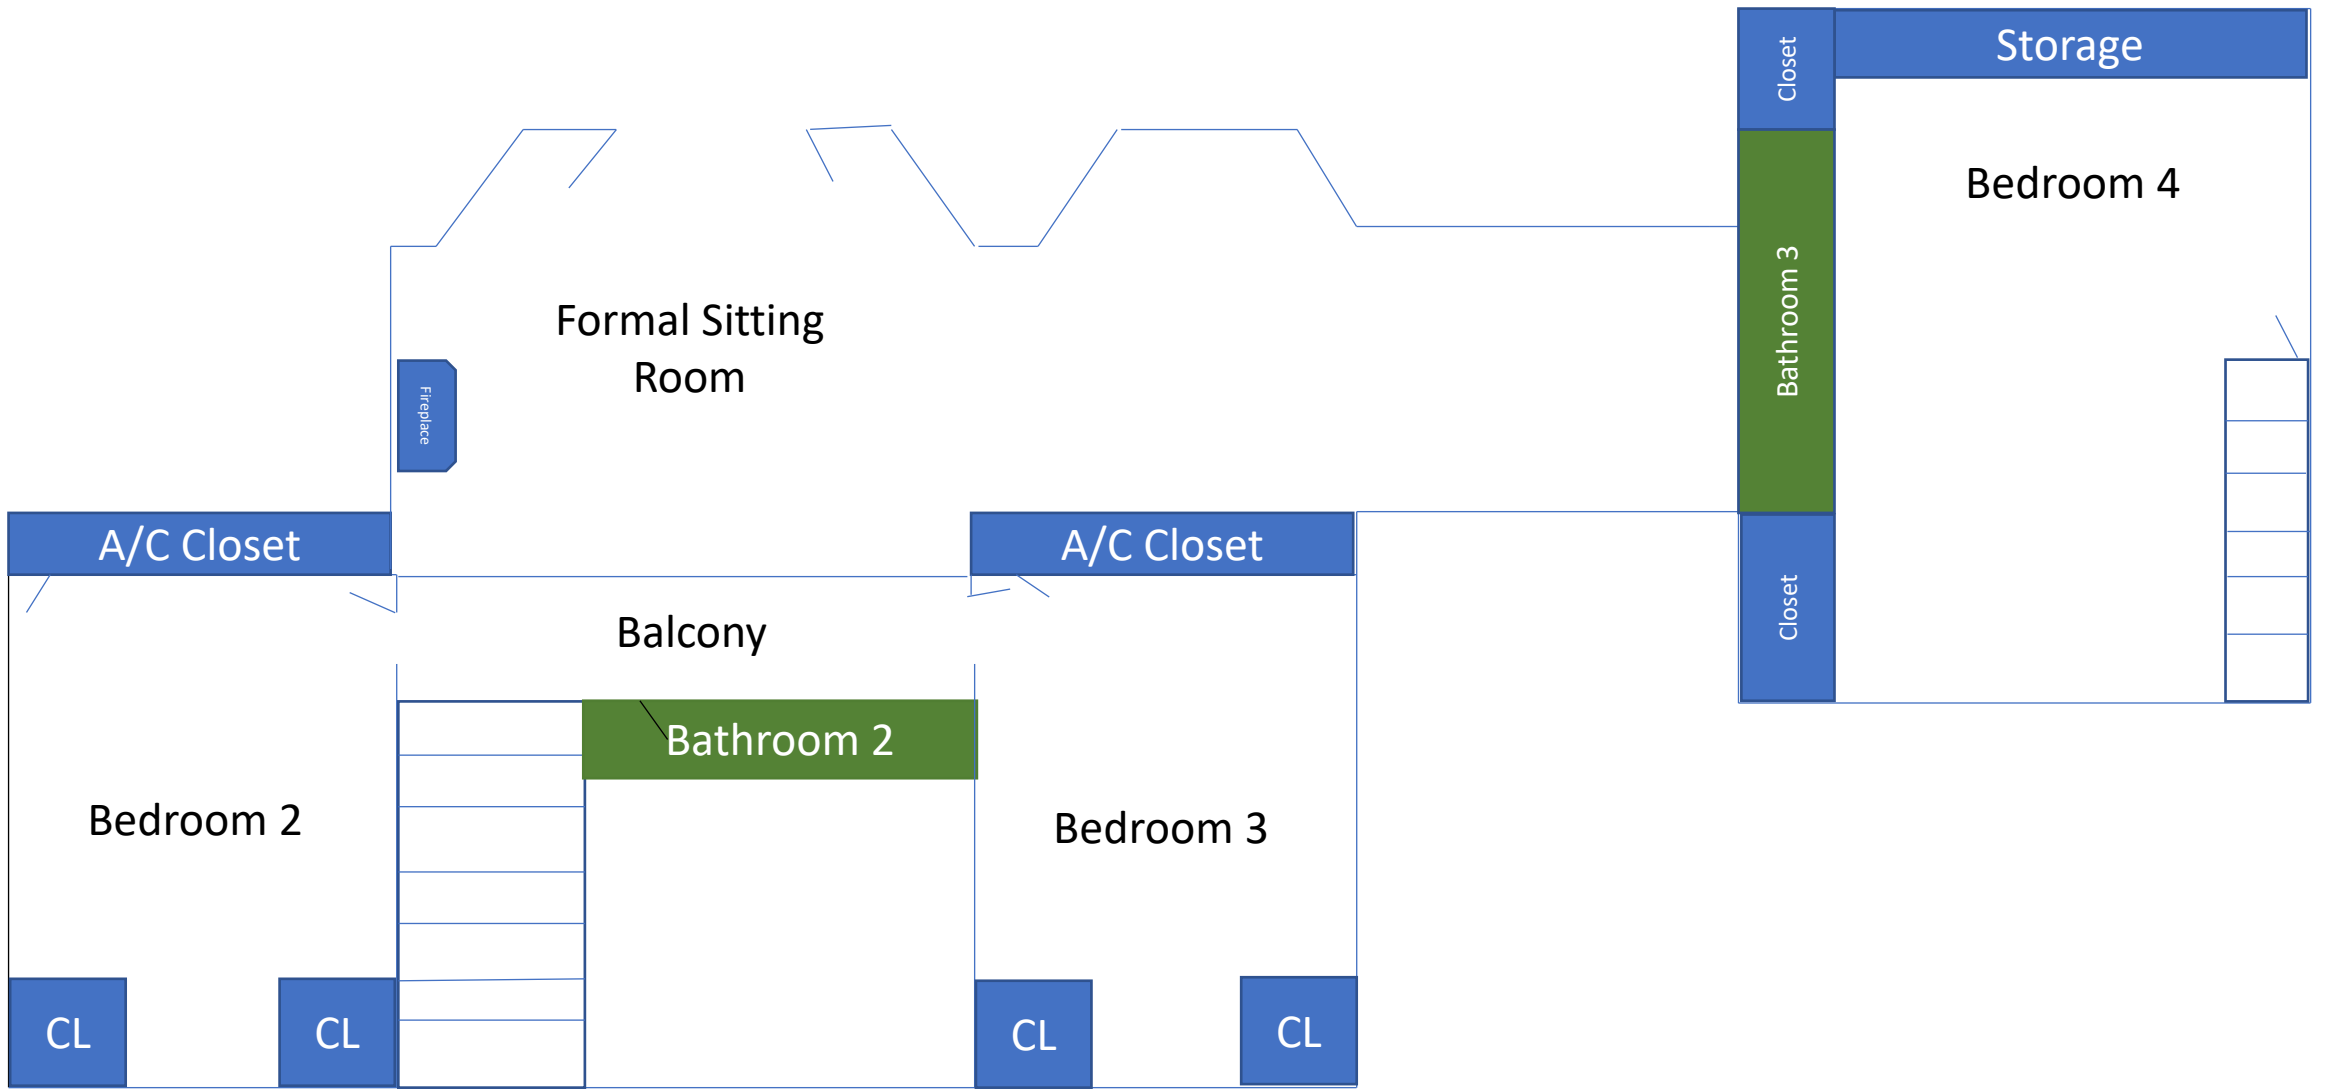 Closet
Storage
Bedroom 4
Bathroom 3
Formal Sitting
Room
Fireplace
A/C Closet
A/C Closet
Closet
Balcony
Bathroom 2
Bedroom 2
Bedroom 3
CL
CL
CL
CL